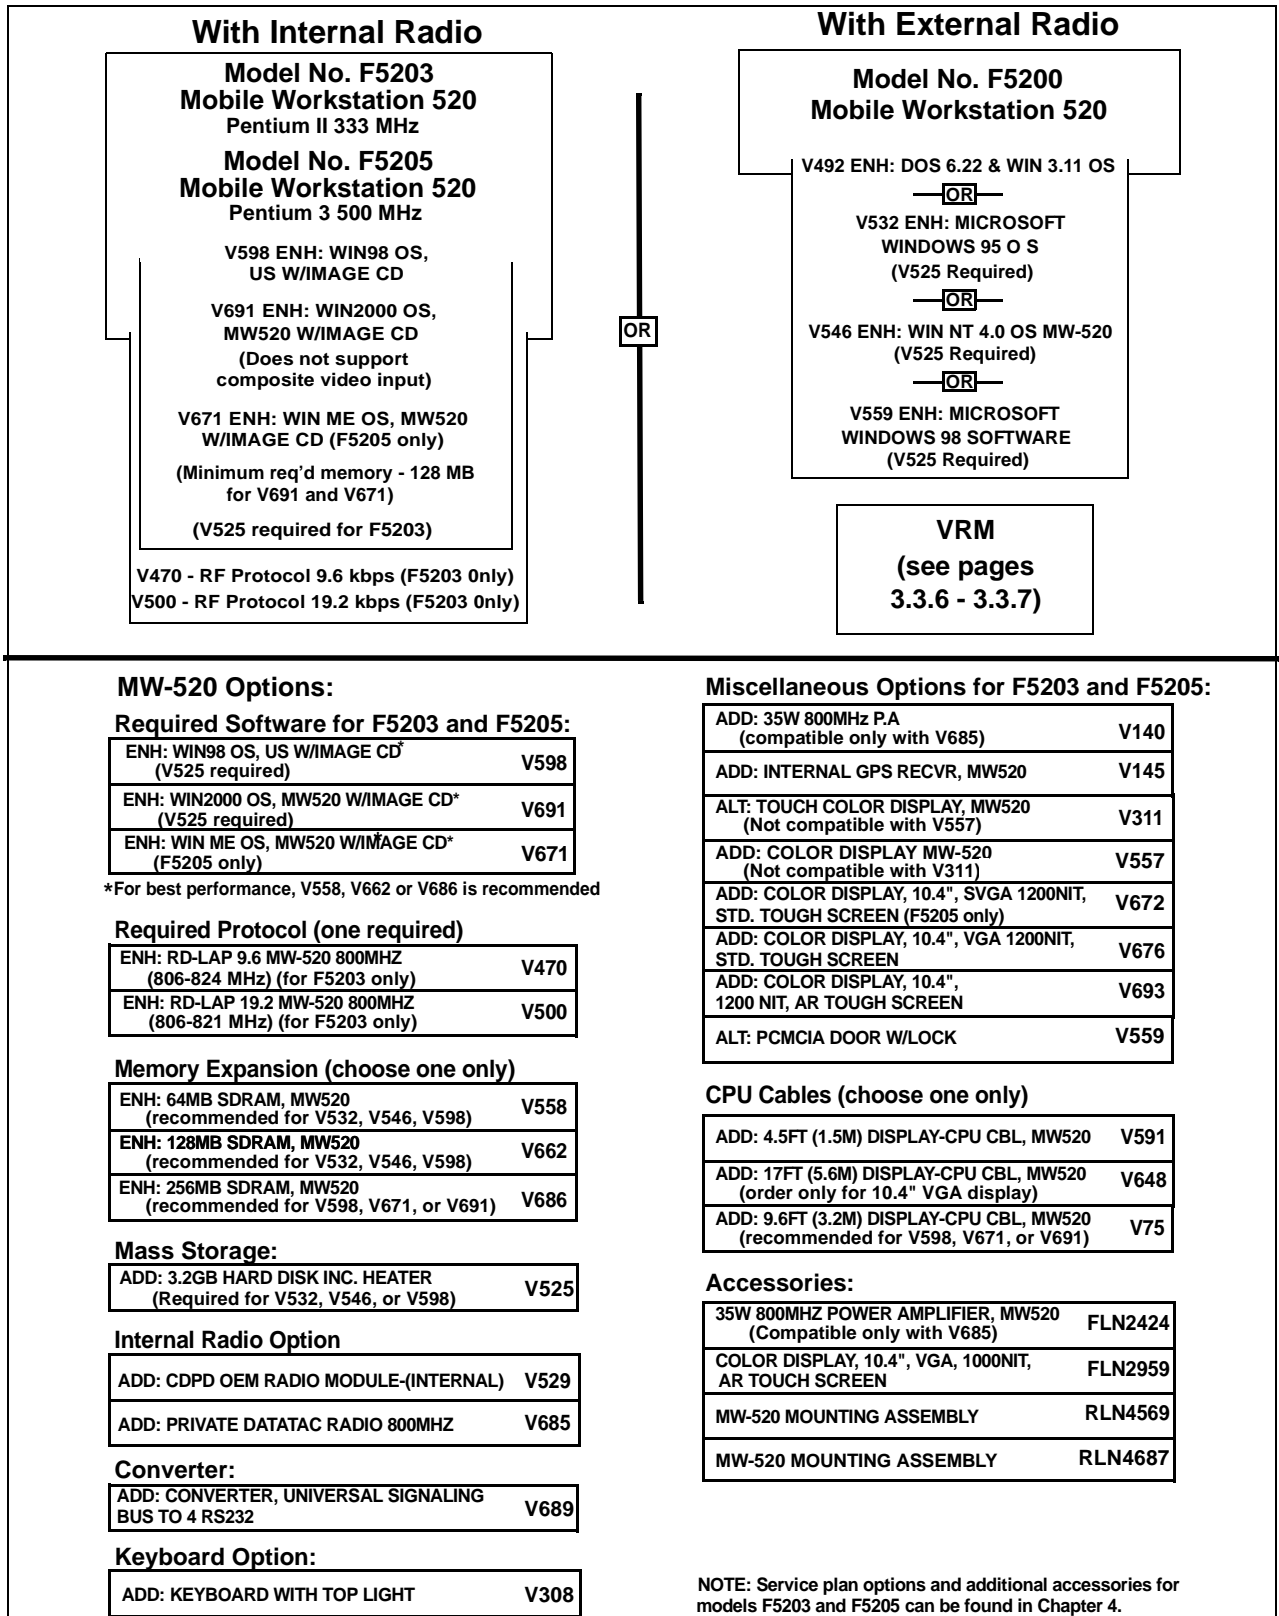 With Internal Radio
Model No. F5203
Mobile Workstation 520
Pentium II 333 MHz
Model No. F5205
Mobile Workstation 520
Pentium 3 500 MHz
V598 ENH: WIN98 OS,
US W/IMAGE CD
V691 ENH: WIN2000 OS,
MW520 W/IMAGE CD
(Does not support
composite video input)
V671 ENH: WIN ME OS, MW520
W/IMAGE CD (F5205 only)
(Minimum req’d memory - 128 MB
for V691 and V671)
(V525 required for F5203)
V470 - RF Protocol 9.6 kbps (F5203 0nly)
V500 - RF Protocol 19.2 kbps (F5203 0nly)
OR
With External Radio
Model No. F5200
Mobile Workstation 520
V492 ENH: DOS 6.22 & WIN 3.11 OS
OR
V532 ENH: MICROSOFT
WINDOWS 95 O S
(V525 Required)
OR
V546 ENH: WIN NT 4.0 OS MW-520
(V525 Required)
OR
V559 ENH: MICROSOFT
WINDOWS 98 SOFTWARE
(V525 Required)
VRM
(see pages
3.3.6 - 3.3.7)
MW-520 Options:
Required Software for F5203 and F5205:
ENH: WIN98 OS, US W/IMAGE CD*
(V525 required) V598
ENH: WIN2000 OS, MW520 W/IMAGE CD*
(V525 required) V691
ENH: WIN ME OS, MW520 W/IMAGE CD*
(F5205 only) V671
*For best performance, V558, V662 or V686 is recommended
Required Protocol (one required)
ENH: RD-LAP 9.6 MW-520 800MHZ
(806-824 MHz) (for F5203 only) V470
ENH: RD-LAP 19.2 MW-520 800MHZ
(806-821 MHz) (for F5203 only) V500
Memory Expansion (choose one only)
ENH: 64MB SDRAM, MW520
(recommended for V532, V546, V598) V558
ENH: 128MB SDRAM, MW520
(recommended for V532, V546, V598) V662
ENH: 256MB SDRAM, MW520
(recommended for V598, V671, or V691) V686
Mass Storage:
ADD: 3.2GB HARD DISK INC. HEATER
(Required for V532, V546, or V598) V525
Internal Radio Option
ADD: CDPD OEM RADIO MODULE-(INTERNAL) V529
ADD: PRIVATE DATATAC RADIO 800MHZ V685
Converter:
ADD: CONVERTER, UNIVERSAL SIGNALING
BUS TO 4 RS232 V689
Keyboard Option:
ADD: KEYBOARD WITH TOP LIGHT V308
Miscellaneous Options for F5203 and F5205:
ADD: 35W 800MHz P.A
(compatible only with V685) V140
ADD: INTERNAL GPS RECVR, MW520 V145
ALT: TOUCH COLOR DISPLAY, MW520
(Not compatible with V557) V311
ADD: COLOR DISPLAY MW-520
(Not compatible with V311) V557
ADD: COLOR DISPLAY, 10.4", SVGA 1200NIT,
STD. TOUGH SCREEN (F5205 only) V672
ADD: COLOR DISPLAY, 10.4", VGA 1200NIT,
STD. TOUGH SCREEN V676
ADD: COLOR DISPLAY, 10.4",
1200 NIT, AR TOUGH SCREEN V693
ALT: PCMCIA DOOR W/LOCK V559
CPU Cables (choose one only)
ADD: 4.5FT (1.5M) DISPLAY-CPU CBL, MW520 V591
ADD: 17FT (5.6M) DISPLAY-CPU CBL, MW520
(order only for 10.4" VGA display) V648
ADD: 9.6FT (3.2M) DISPLAY-CPU CBL, MW520
(recommended for V598, V671, or V691) V75
Accessories:
35W 800MHZ POWER AMPLIFIER, MW520
(Compatible only with V685) FLN2424
COLOR DISPLAY, 10.4", VGA, 1000NIT,
AR TOUCH SCREEN FLN2959
MW-520 MOUNTING ASSEMBLY RLN4569
MW-520 MOUNTING ASSEMBLY RLN4687
NOTE: Service plan options and additional accessories for
models F5203 and F5205 can be found in Chapter 4.